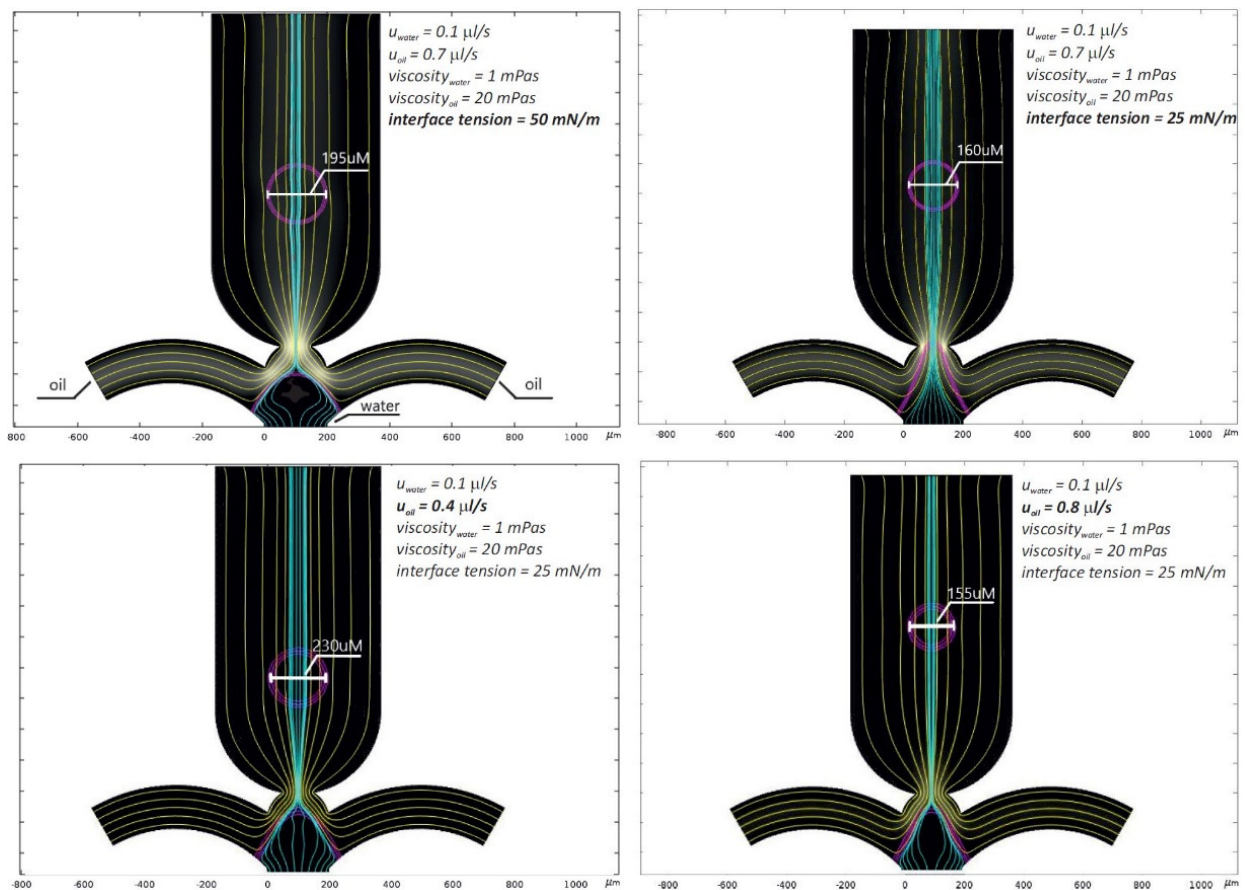 u_water = 0.1 μl/s
u_oil = 0.7 μl/s
viscosity_water = 1 mPas
viscosity_oil = 20 mPas
interface tension = 50 mN/m
195uM
oil
oil
water
-800 -600 -400 -200 0 200 400 600 800 1000 μm
u_water = 0.1 μl/s
u_oil = 0.7 μl/s
viscosity_water = 1 mPas
viscosity_oil = 20 mPas
interface tension = 25 mN/m
160uM
-800 -600 -400 -200 0 200 400 600 800 1000 μm
u_water = 0.1 μl/s
u_oil = 0.4 μl/s
viscosity_water = 1 mPas
viscosity_oil = 20 mPas
interface tension = 25 mN/m
230uM
-800 -600 -400 -200 0 200 400 600 800 1000 μm
u_water = 0.1 μl/s
u_oil = 0.8 μl/s
viscosity_water = 1 mPas
viscosity_oil = 20 mPas
interface tension = 25 mN/m
155uM
-800 -600 -400 -200 0 200 400 600 800 1000 μm